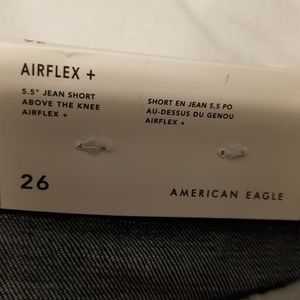 AIRFLEX +
5.5" JEAN SHORT
ABOVE THE KNEE
AIRFLEX +
SHORT EN JEAN 5,5 PO
AU-DESSUS DU GENOU
AIRFLEX +
26
AMERICAN EAGLE